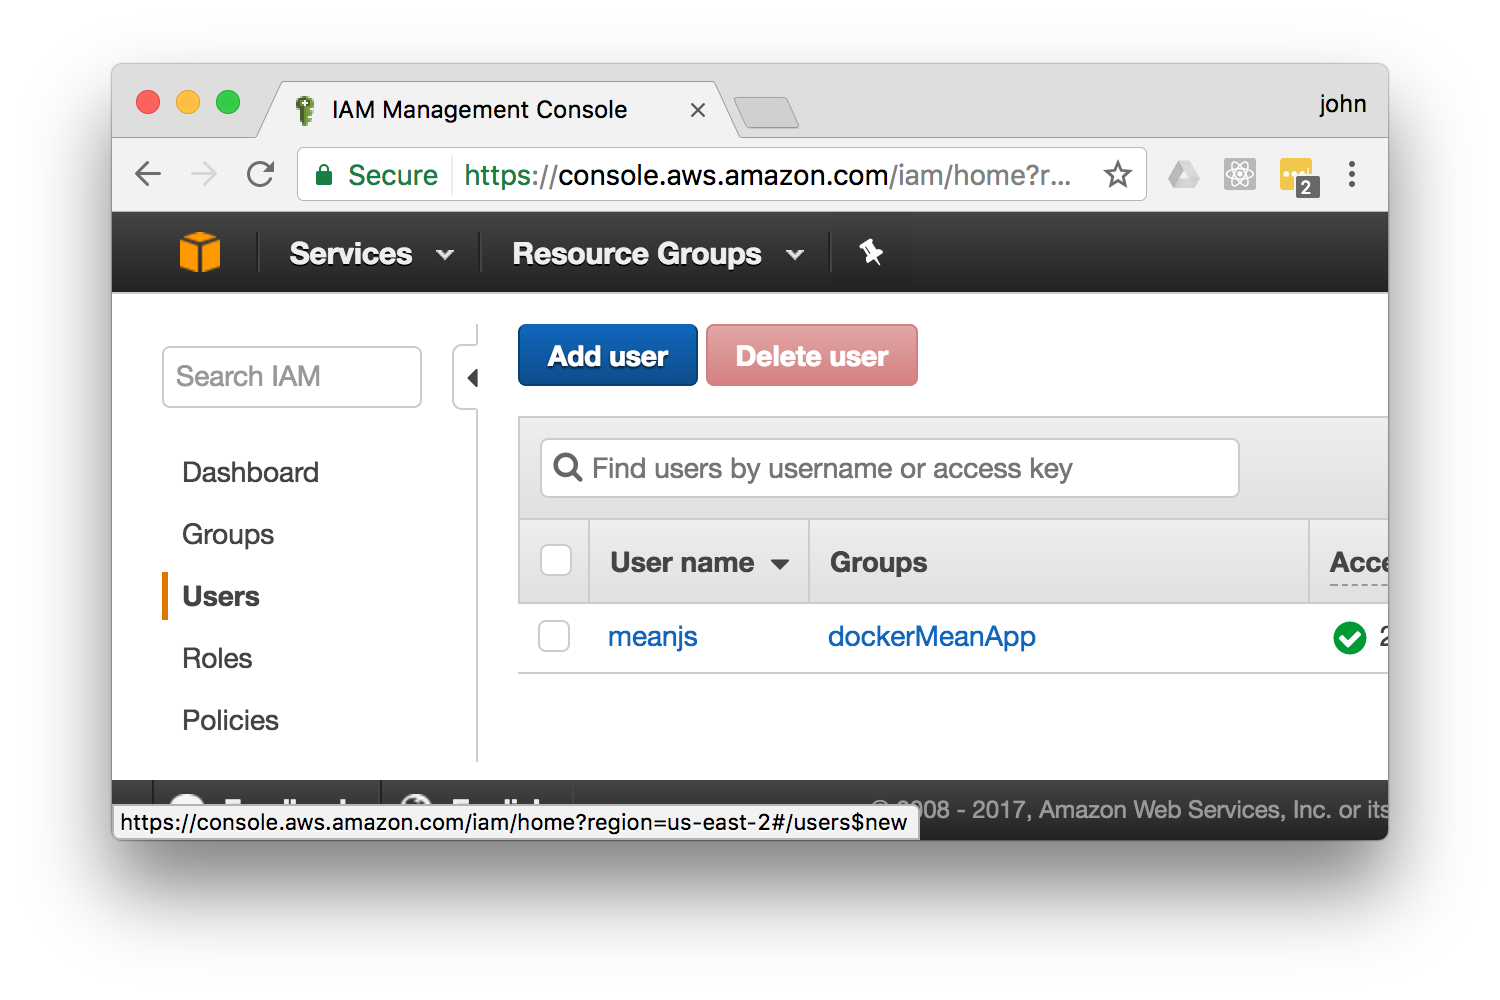 IAM Management Console
john
Secure https://console.aws.amazon.com/iam/home?r...
2
Services Resource Groups
Add user Delete user
Search IAM
Find users by username or access key
Dashboard
Groups
Users
Roles
Policies
User name Groups Acce
meanjs dockerMeanApp 2
008 - 2017, Amazon Web Services, Inc. or its
https://console.aws.amazon.com/iam/home?region=us-east-2#/users$new